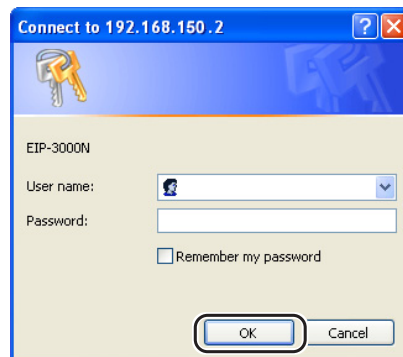 Connect to 192.168.150.2
EIP-3000N
User name:
Password:
Remember my password
OK Cancel